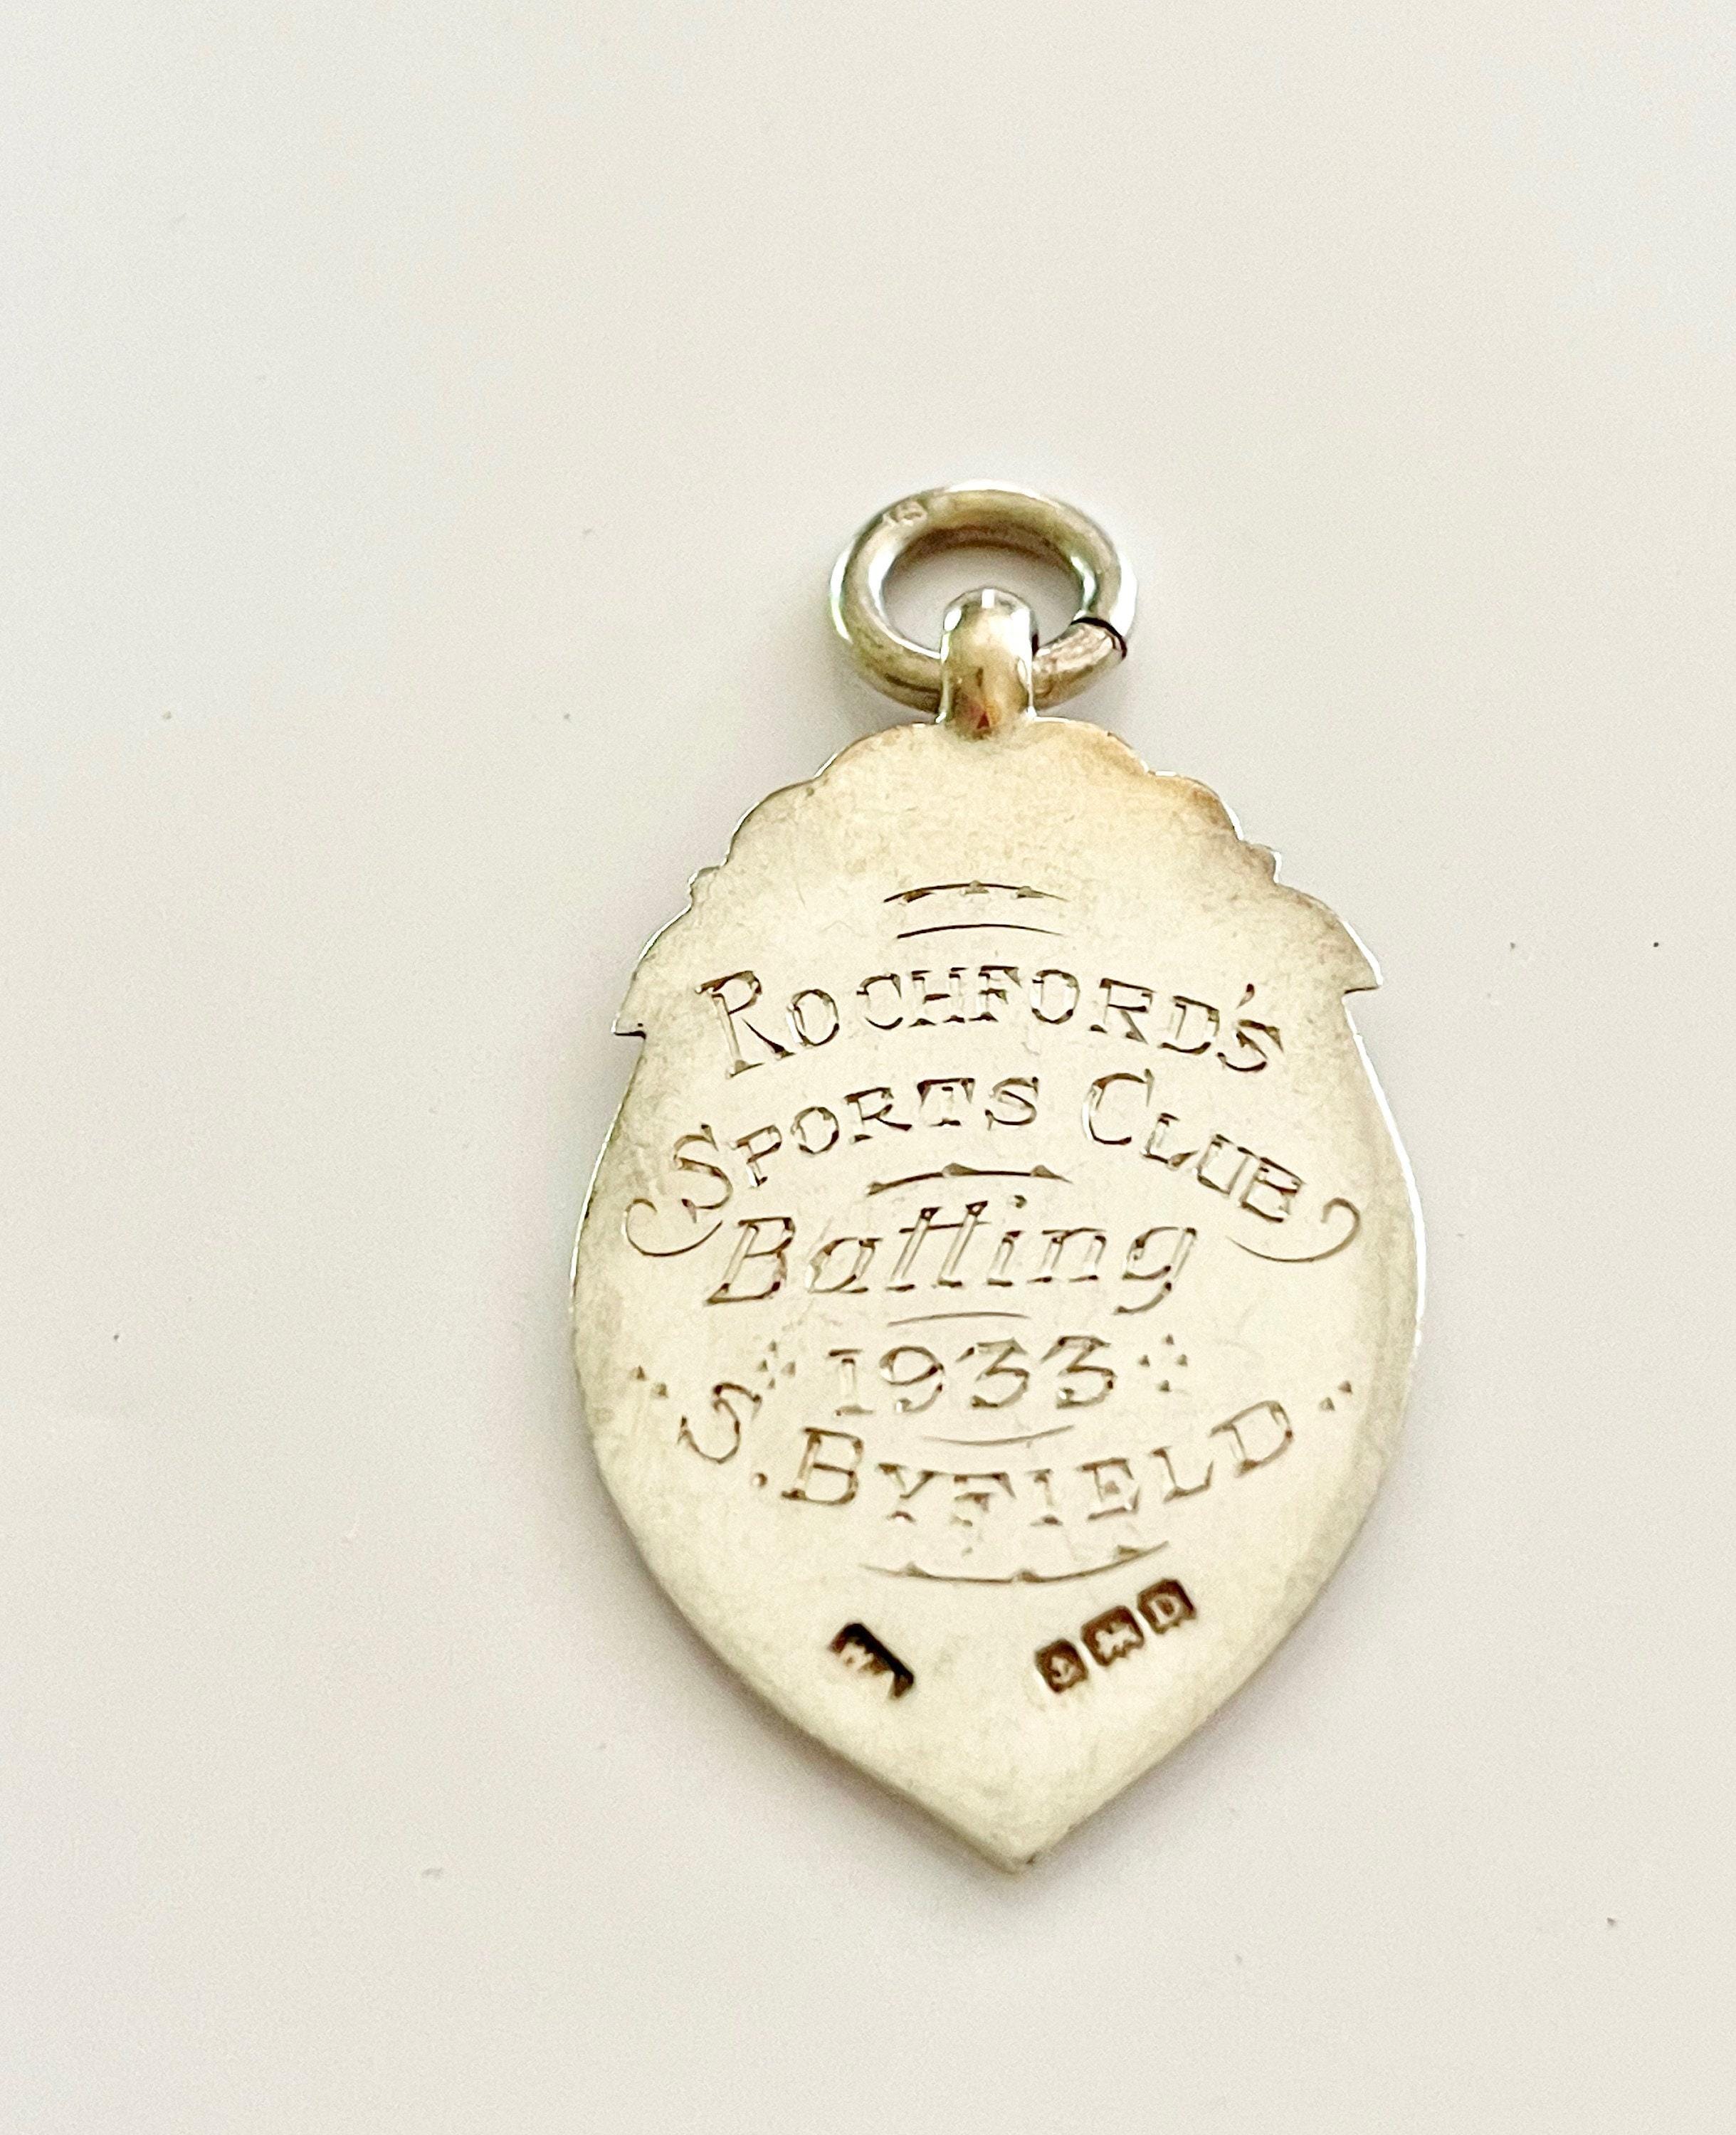 ROCHFORD'S
SPORTS CLUB
Batting
1933
S. BYFIELD
D